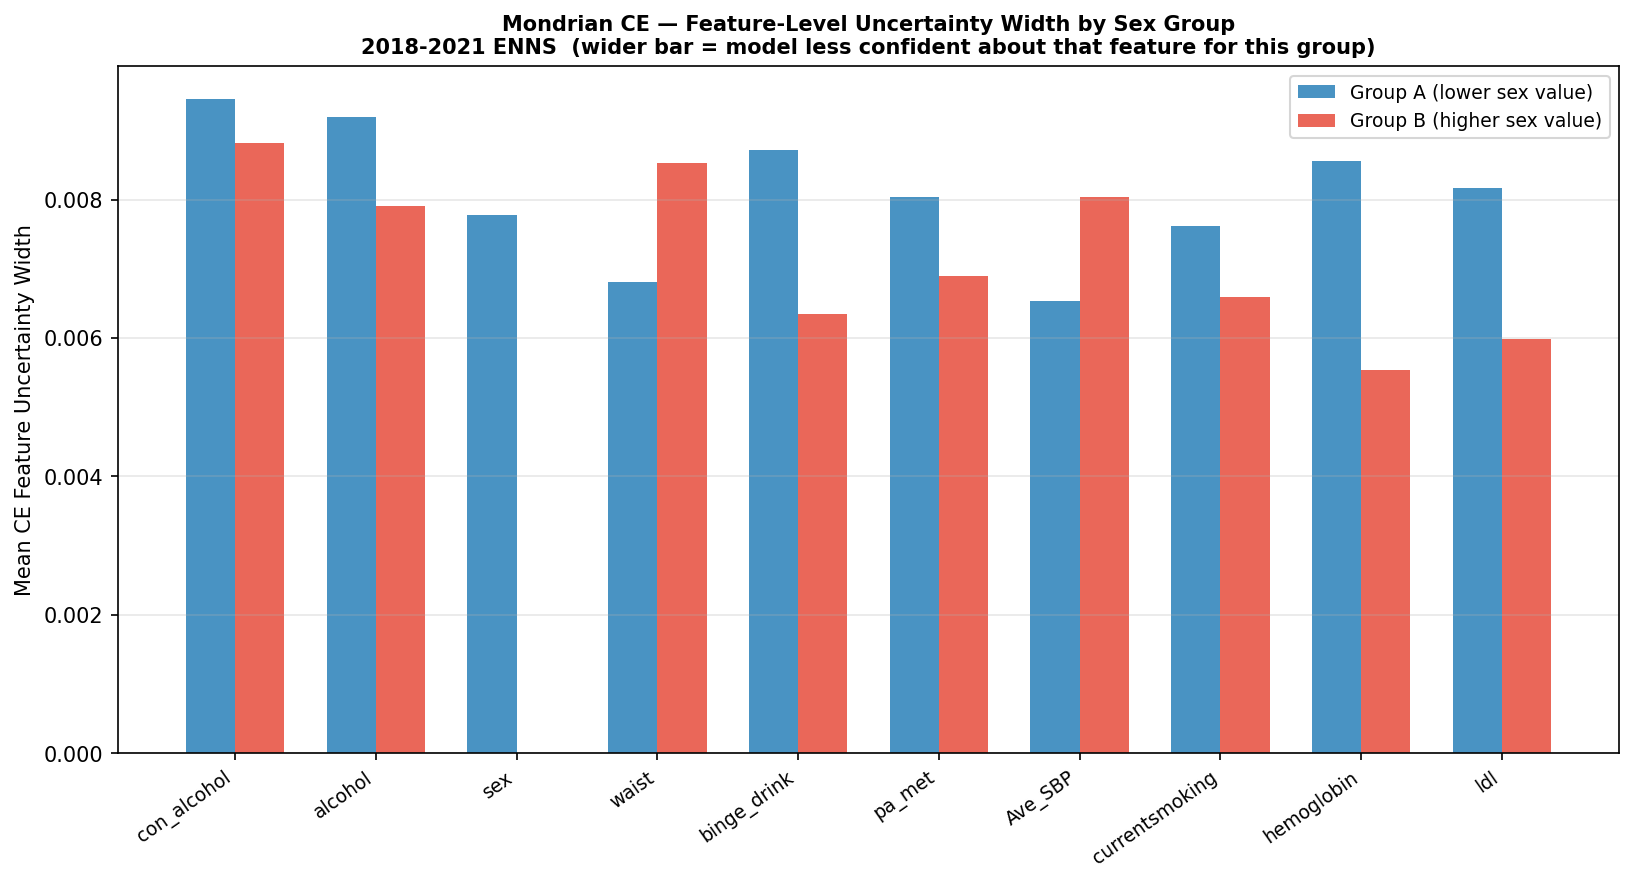 Mondrian CE — Feature-Level Uncertainty Width by Sex Group
2018-2021 ENNS  (wider bar = model less confident about that feature for this group)
Group A (lower sex value)
Group B (higher sex value)
Mean CE Feature Uncertainty Width
0.008
0.006
0.004
0.002
0.000
con_alcohol
alcohol
sex
waist
binge_drink
pa_met
Ave_SBP
currentsmoking
hemoglobin
ldl